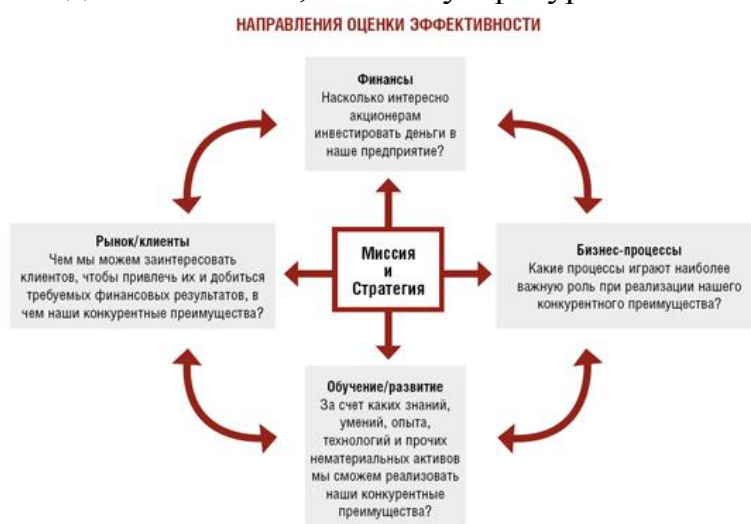 НАПРАВЛЕНИЯ ОЦЕНКИ ЭФФЕКТИВНОСТИ
Финансы
Насколько интересно
акционерам
инвестировать деньги в
наше предприятие?
Рынок/клиенты
Чем мы можем заинтересовать
клиентов, чтобы привлечь их и добиться
требуемых финансовых результатов, в
чем наши конкурентные преимущества?
Миссия
и
Стратегия
Бизнес-процессы
Какие процессы играют наиболее
важную роль при реализации нашего
конкурентного преимущества?
Обучение/развитие
За счет каких знаний,
умений, опыта,
технологий и прочих
нематериальных активов
мы сможем реализовать
наши конкурентные
преимущества?